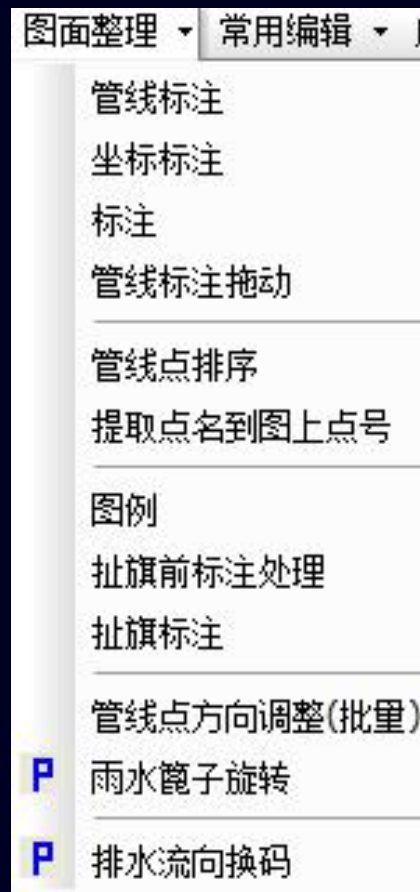 图面整理 常用编辑
管线标注
坐标标注
标注
管线标注拖动
管线点排序
提取点名到图上点号
图例
扯旗前标注处理
扯旗标注
管线点方向调整(批量)
P 雨水篦子旋转
P 排水流向换码